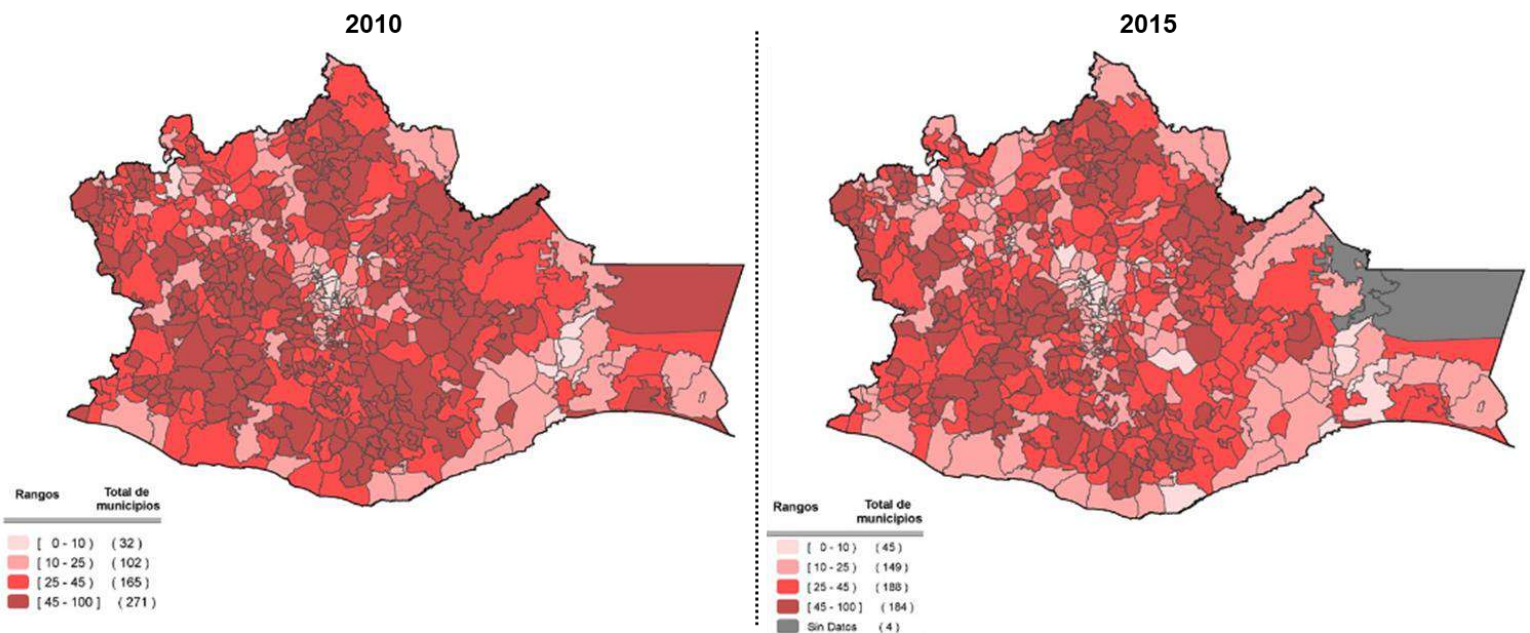 2010
Rangos Total de
municipios
[ 0 - 10 ) ( 32 )
[ 10 - 25 ) ( 102 )
[ 25 - 45 ) ( 165 )
[ 45 - 100 ] ( 271 )
2015
Rangos Total de
municipios
[ 0 - 10 ) ( 45 )
[ 10 - 25 ) ( 149 )
[ 25 - 45 ) ( 188 )
[ 45 - 100 ] ( 184 )
Sin Datos ( 4 )